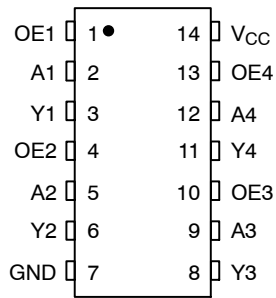 OE1 1 14 VCC
A1 2 13 OE4
Y1 3 12 A4
OE2 4 11 Y4
A2 5 10 OE3
Y2 6 9 A3
GND 7 8 Y3